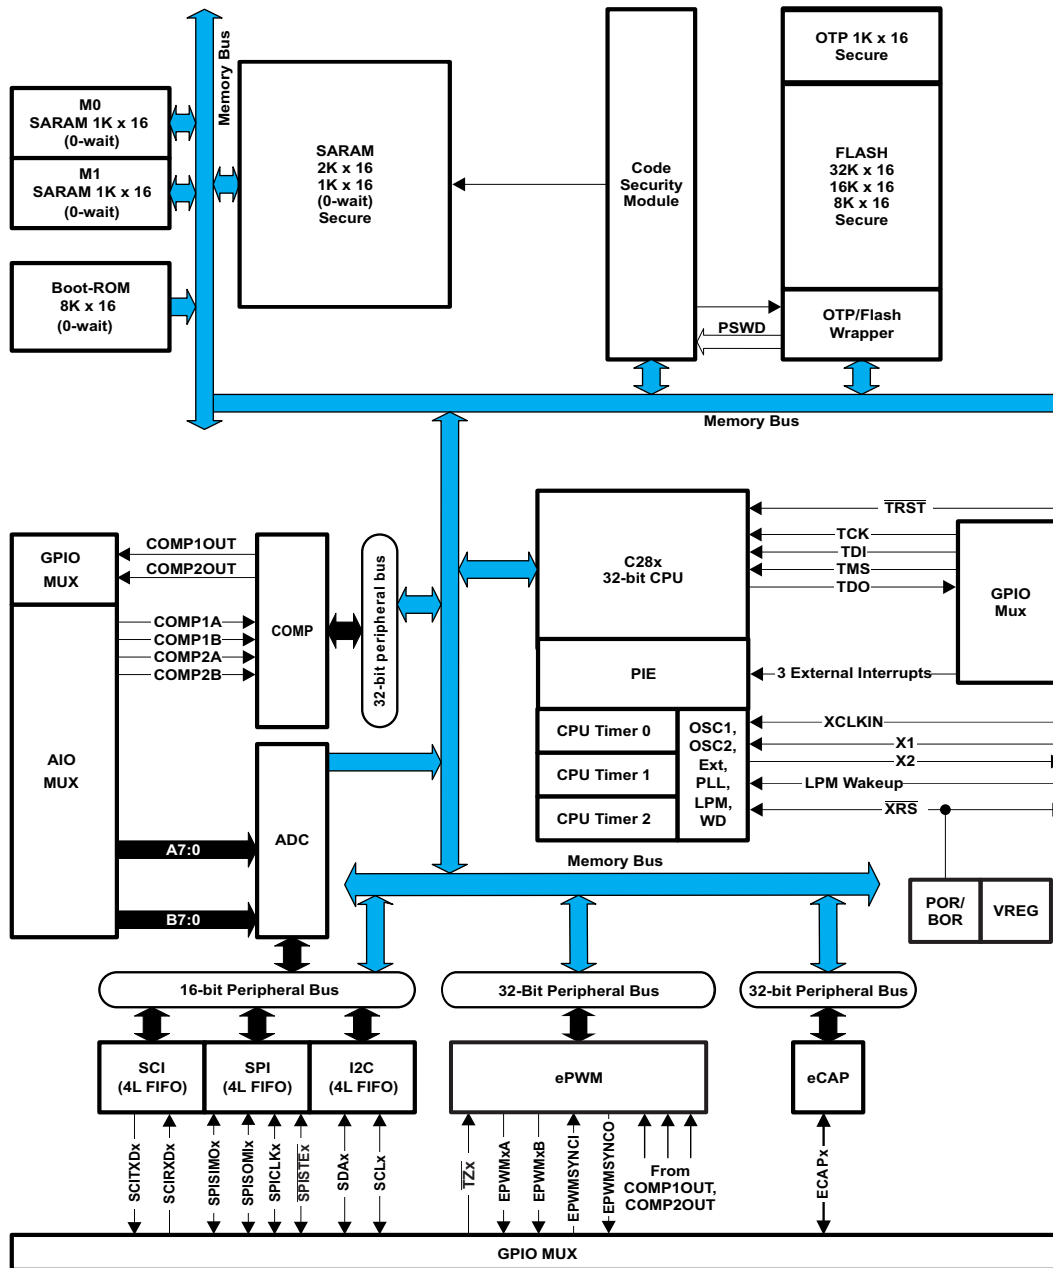 OTP 1K x 16
Secure
Memory Bus
M0
SARAM 1K x 16
(0-wait)
M1
SARAM 1K x 16
(0-wait)
SARAM
2K x 16
1K x 16
(0-wait)
Secure
Code
Security
Module
FLASH
32K x 16
16K x 16
8K x 16
Secure
Boot-ROM
8K x 16
(0-wait)
PSWD
OTP/Flash
Wrapper
Memory Bus
GPIO
MUX
COMP1OUT
COMP2OUT
COMP1A
COMP1B
COMP2A
COMP2B
COMP
32-bit peripheral bus
C28x
32-bit CPU
TRST
TCK
TDI
TMS
TDO
GPIO
Mux
PIE
3 External Interrupts
AIO
MUX
CPU Timer 0
CPU Timer 1
CPU Timer 2
OSC1,
OSC2,
Ext,
PLL,
LPM,
WD
XCLKIN
X1
X2
LPM Wakeup
XRS
A7:0
B7:0
ADC
Memory Bus
POR/
BOR
VREG
16-bit Peripheral Bus
32-Bit Peripheral Bus
32-bit Peripheral Bus
SCI
(4L FIFO)
SPI
(4L FIFO)
I2C
(4L FIFO)
ePWM
eCAP
SCITXDx
SCIRXDx
SPISIMOx
SPISOMIx
SPICLKx
SPISTEx
SDAx
SCLx
TZx
EPWMxA
EPWMxB
EPWMSYNCI
EPWMSYNCO
From
COMP1OUT,
COMP2OUT
ECAPx
GPIO MUX